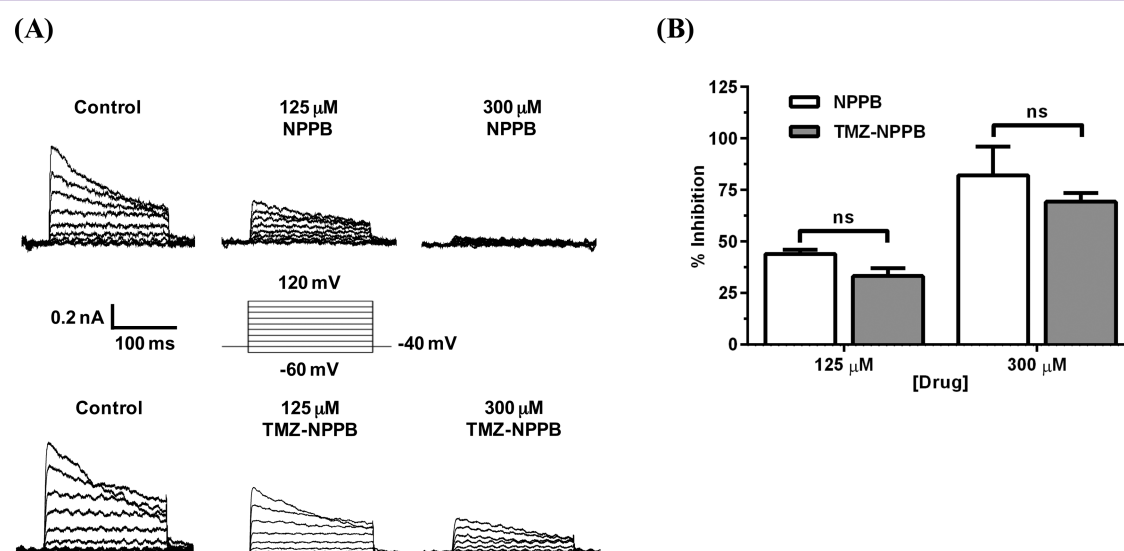 (A)
Control
125 μM
NPPB
300 μM
NPPB
120 mV
0.2 nA
100 ms
-40 mV
-60 mV
Control
125 μM
TMZ-NPPB
300 μM
TMZ-NPPB
(B)
125
100
75
50
25
0
% Inhibition
NPPB
TMZ-NPPB
ns
ns
125 μM
300 μM
[Drug]